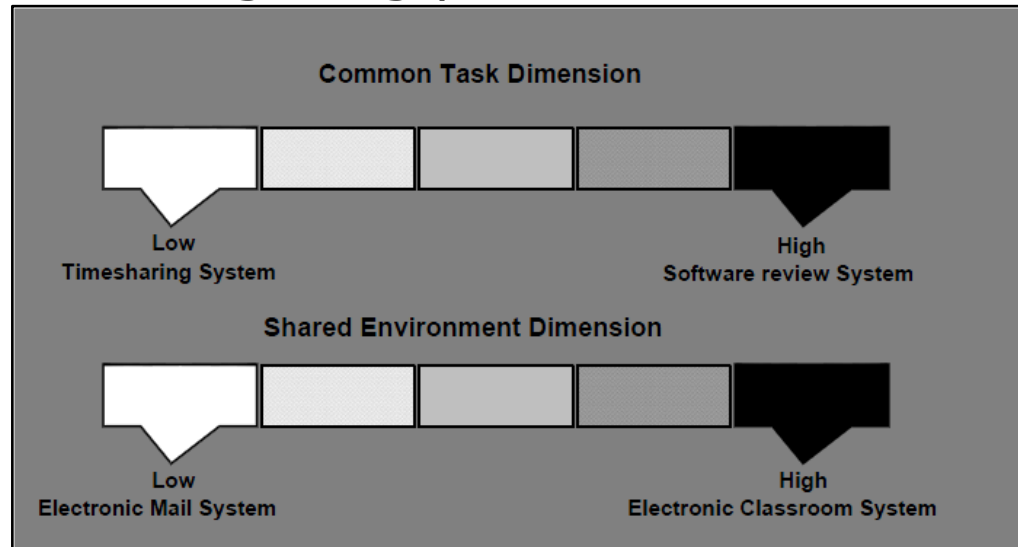 Common Task Dimension
Low
High
Timesharing System
Software review System
Shared Environment Dimension
Low
High
Electronic Mail System
Electronic Classroom System